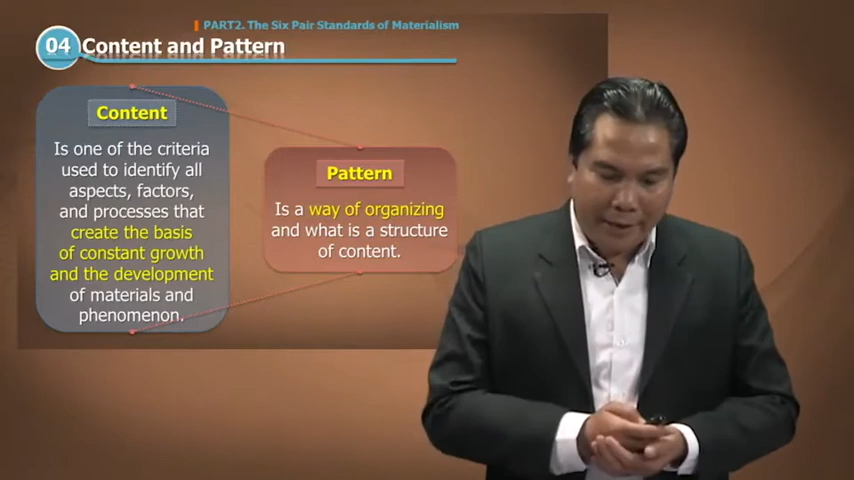 PART2. The Six Pair Standards of Materialism
04 Content and Pattern
Content
Is one of the criteria
used to identify all
aspects, factors,
and processes that
create the basis
of constant growth
and the development
of materials and
phenomenon.
Pattern
Is a way of organizing
and what is a structure
of content.